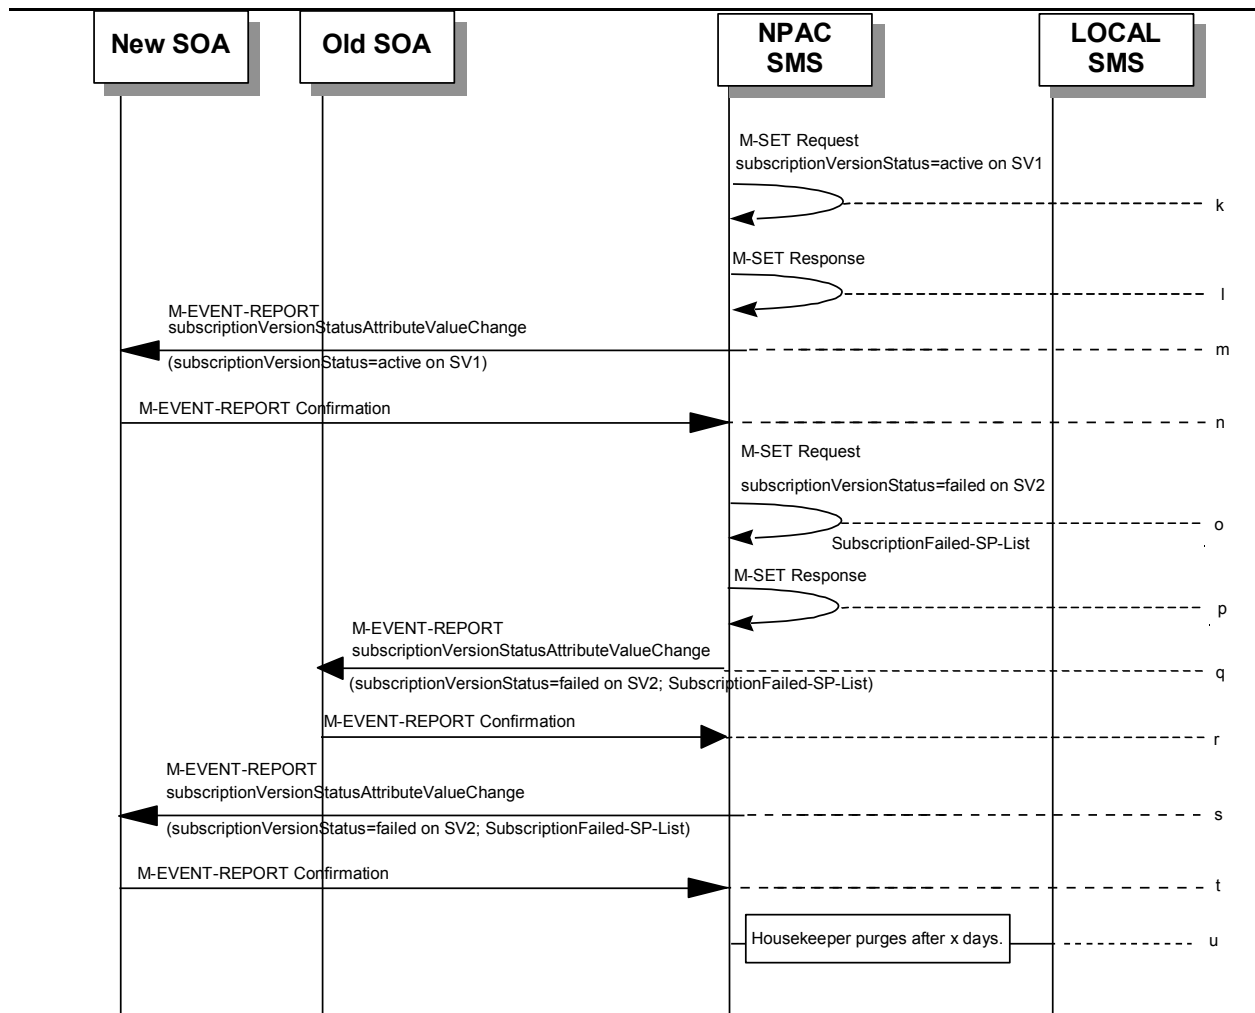 New SOA
Old SOA
NPAC
SMS
LOCAL
SMS
M-SET Request
subscriptionVersionStatus=active on SV1
k
M-SET Response
l
M-EVENT-REPORT
subscriptionVersionStatusAttributeValueChange
m
(subscriptionVersionStatus=active on SV1)
M-EVENT-REPORT Confirmation
n
M-SET Request
subscriptionVersionStatus=failed on SV2
o
SubscriptionFailed-SP-List
M-SET Response
p
M-EVENT-REPORT
subscriptionVersionStatusAttributeValueChange
q
(subscriptionVersionStatus=failed on SV2; SubscriptionFailed-SP-List)
M-EVENT-REPORT Confirmation
r
M-EVENT-REPORT
subscriptionVersionStatusAttributeValueChange
s
(subscriptionVersionStatus=failed on SV2; SubscriptionFailed-SP-List)
M-EVENT-REPORT Confirmation
t
Housekeeper purges after x days.
u